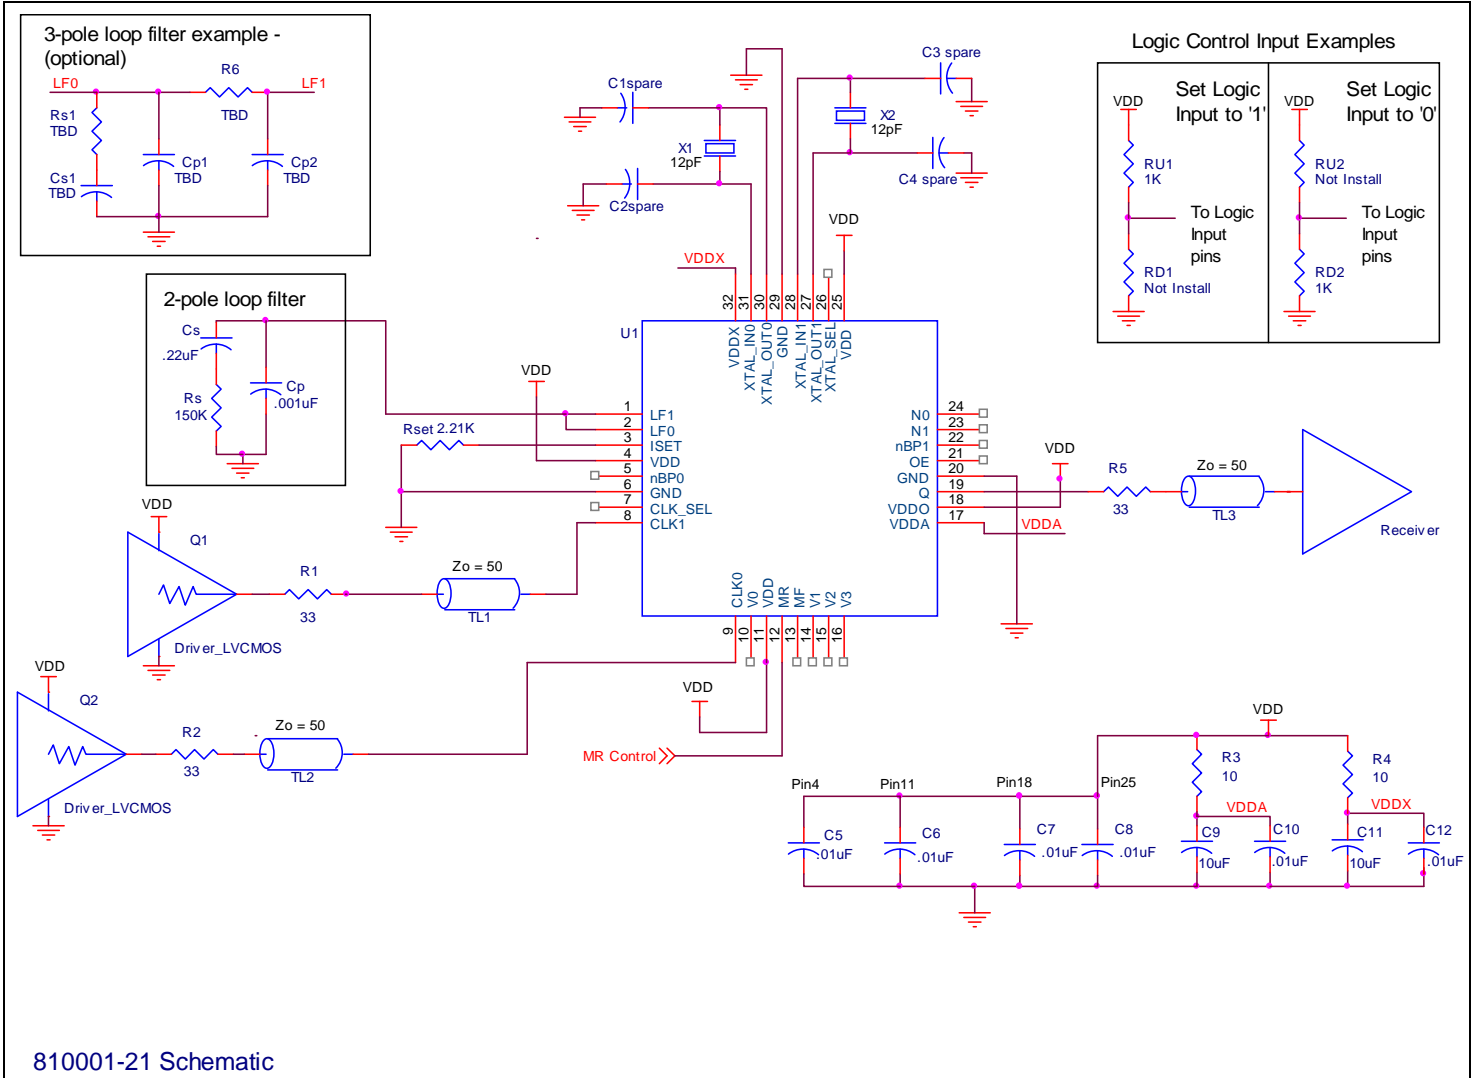 3-pole loop filter example -
(optional)
LF0
R6
LF1
TBD
Rs1
TBD
Cp1
TBD
Cp2
TBD
Cs1
TBD
2-pole loop filter
Cs
.22uF
Rs
150K
Cp
.001uF
C1spare
X1
12pF
C2spare
C3 spare
X2
12pF
C4 spare
VDDX
VDD
Logic Control Input Examples
VDD
Set Logic
Input to '1'
RU1
1K
To Logic
Input
pins
RD1
Not Install
VDD
Set Logic
Input to '0'
RU2
Not Install
To Logic
Input
pins
RD2
1K
U1
32
31
30
29
28
27
26
25
VDDX
XTAL_IN0
XTAL_OUT0
GND
XTAL_IN1
XTAL_OUT1
XTAL_SEL
VDD
VDD
Rset 2.21K
1 LF1
2 LF0
3 ISET
4 VDD
5 nBP0
6 GND
7 CLK_SEL
8 CLK1
N0 24
N1 23
nBP1 22
OE 21
GND 20
Q 19
VDDO 18
VDDA 17
CLK0
V0
VDD
MR
MF
V1
V2
V3
9
10
11
12
13
14
15
16
VDD
VDDA
R5
33
Zo = 50
TL3
Receiver
VDD
Q1
Driver_LVCMOS
R1
33
Zo = 50
TL1
VDD
Q2
Driver_LVCMOS
R2
33
Zo = 50
TL2
VDD
MR Control
VDD
Pin4
Pin11
Pin18
Pin25
R3
10
R4
10
VDDA
VDDX
C5
.01uF
C6
.01uF
C7
.01uF
C8
.01uF
C9
10uF
C10
.01uF
C11
10uF
C12
.01uF
810001-21 Schematic